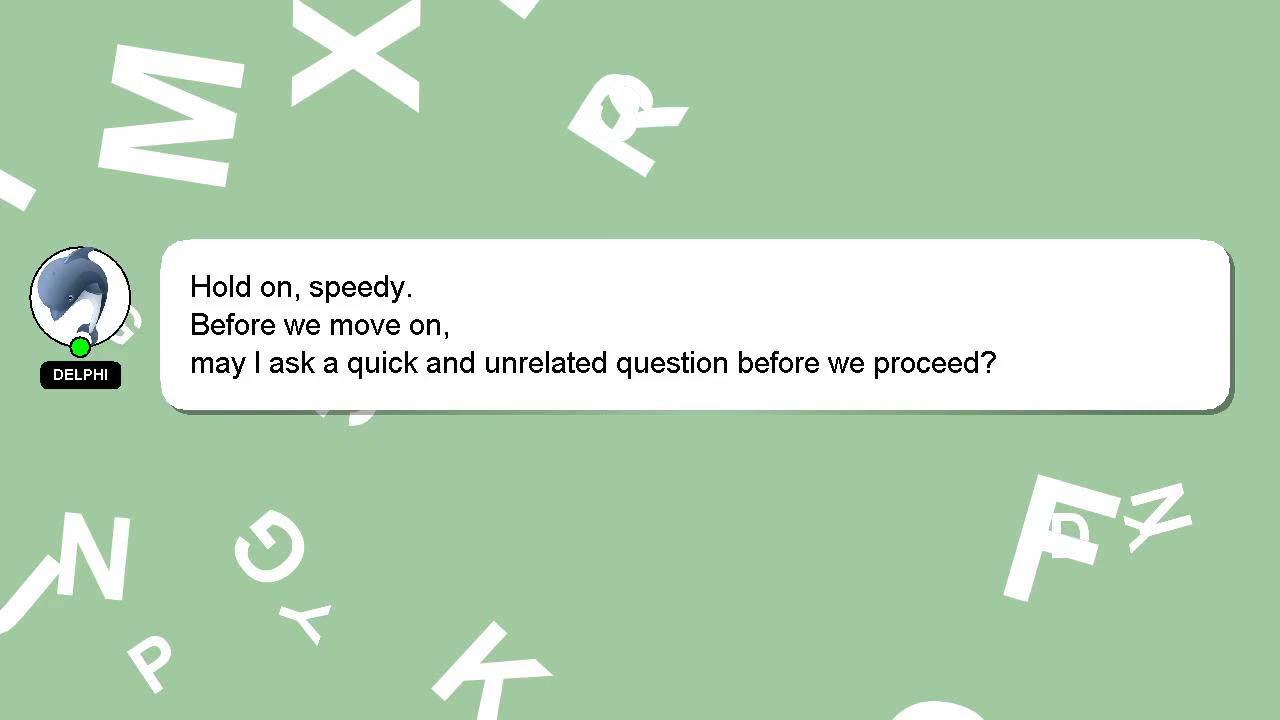 M X
R
DELPHI
Hold on, speedy.
Before we move on,
may I ask a quick and unrelated question before we proceed?
N G
F D Y Z
Y
P
K